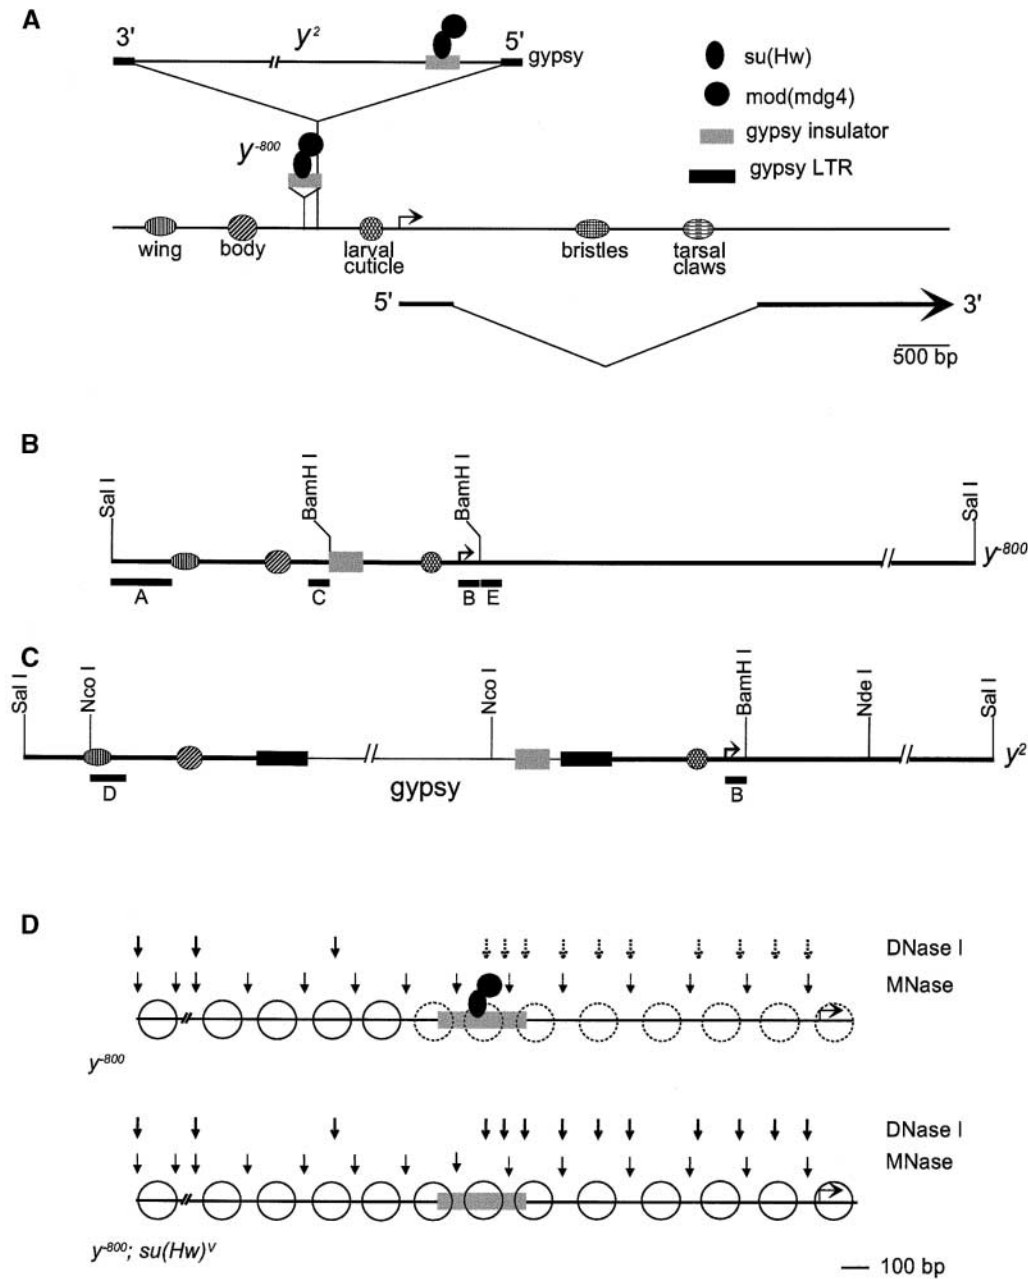 A
3'
y²
5'
gypsy
su(Hw)
mod(mdg4)
gypsy insulator
gypsy LTR
y⁻⁸⁰⁰
wing
body
larval
cuticle
bristles
tarsal
claws
5'
3'
500 bp
B
Sal I
BamH I
BamH I
Sal I
y⁻⁸⁰⁰
A
C
B
E
C
Sal I
Nco I
Nco I
BamH I
Nde I
Sal I
y²
gypsy
D
B
D
DNase I
MNase
y⁻⁸⁰⁰
DNase I
MNase
y⁻⁸⁰⁰; su(Hw)ⱽ
100 bp